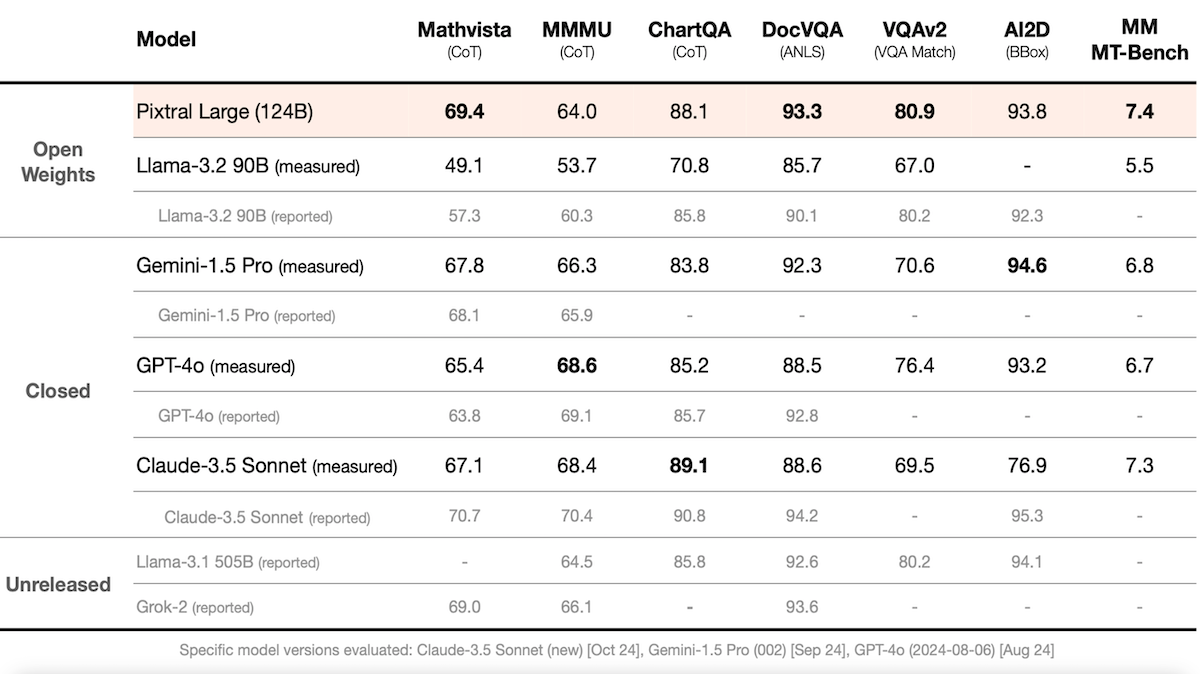 Model Mathvista MMMU ChartQA DocVQA VQAv2 AI2D MM MT-Bench
(CoT) (CoT) (CoT) (ANLS) (VQA Match) (BBox)
Open Weights
Pixtral Large (124B) 69.4 64.0 88.1 93.3 80.9 93.8 7.4
Llama-3.2 90B (measured) 49.1 53.7 70.8 85.7 67.0 - 5.5
Llama-3.2 90B (reported) 57.3 60.3 85.8 90.1 80.2 92.3 -
Closed
Gemini-1.5 Pro (measured) 67.8 66.3 83.8 92.3 70.6 94.6 6.8
Gemini-1.5 Pro (reported) 68.1 65.9 - - - - -
GPT-4o (measured) 65.4 68.6 85.2 88.5 76.4 93.2 6.7
GPT-4o (reported) 63.8 69.1 85.7 92.8 - - -
Claude-3.5 Sonnet (measured) 67.1 68.4 89.1 88.6 69.5 76.9 7.3
Claude-3.5 Sonnet (reported) 70.7 70.4 90.8 94.2 - 95.3 -
Unreleased
Llama-3.1 505B (reported) - 64.5 85.8 92.6 80.2 94.1 -
Grok-2 (reported) 69.0 66.1 - 93.6 - - -
Specific model versions evaluated: Claude-3.5 Sonnet (new) [Oct 24], Gemini-1.5 Pro (002) [Sep 24], GPT-4o (2024-08-06) [Aug 24]